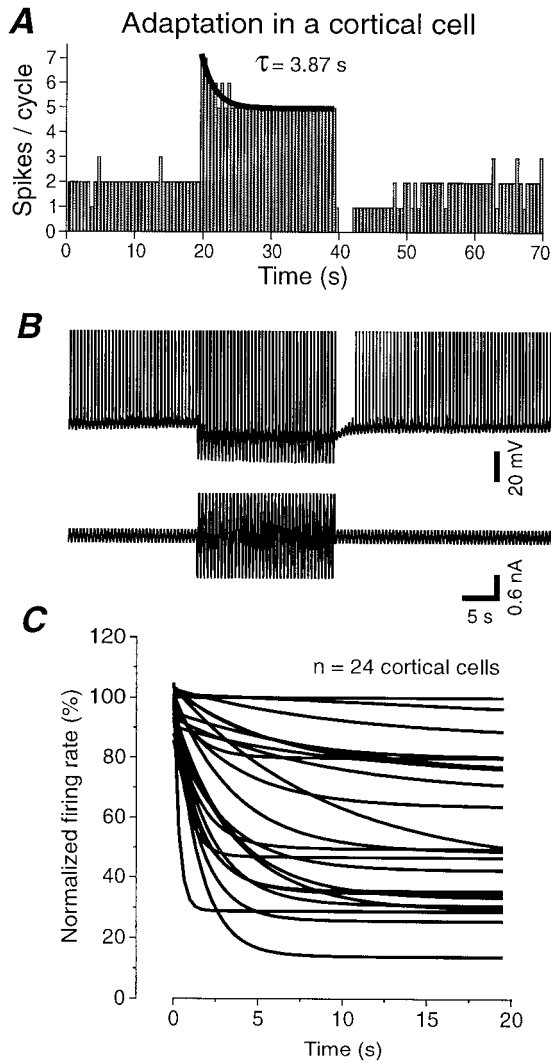 A Adaptation in a cortical cell
τ = 3.87 s
Spikes / cycle
7
6
5
4
3
2
1
0
0 10 20 30 40 50 60 70
Time (s)
B
20 mV
0.6 nA
5 s
C
n = 24 cortical cells
Normalized firing rate (%)
120
100
80
60
40
20
0
0 5 10 15 20
Time (s)